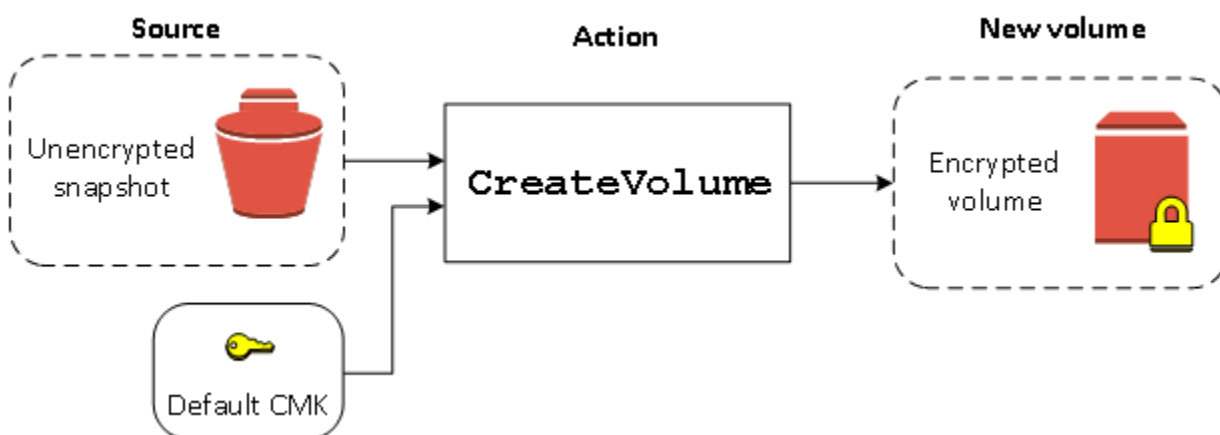 Source
Action
New volume
Unencrypted
snapshot
CreateVolume
Encrypted
volume
Default CMK